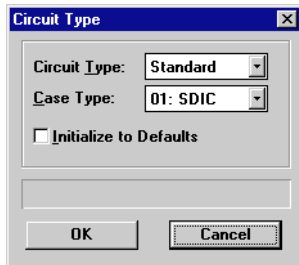 Circuit Type
Circuit Type: Standard
Case Type: 01: SDIC
Initialize to Defaults
OK Cancel